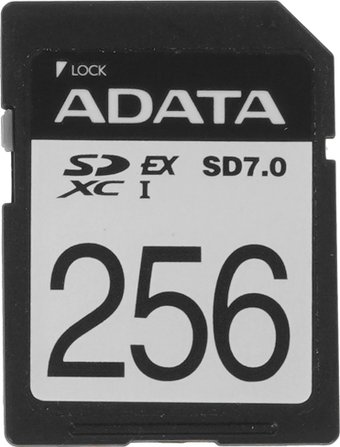 LOCK
ADATA
SD EX SD7.0
XC I
256